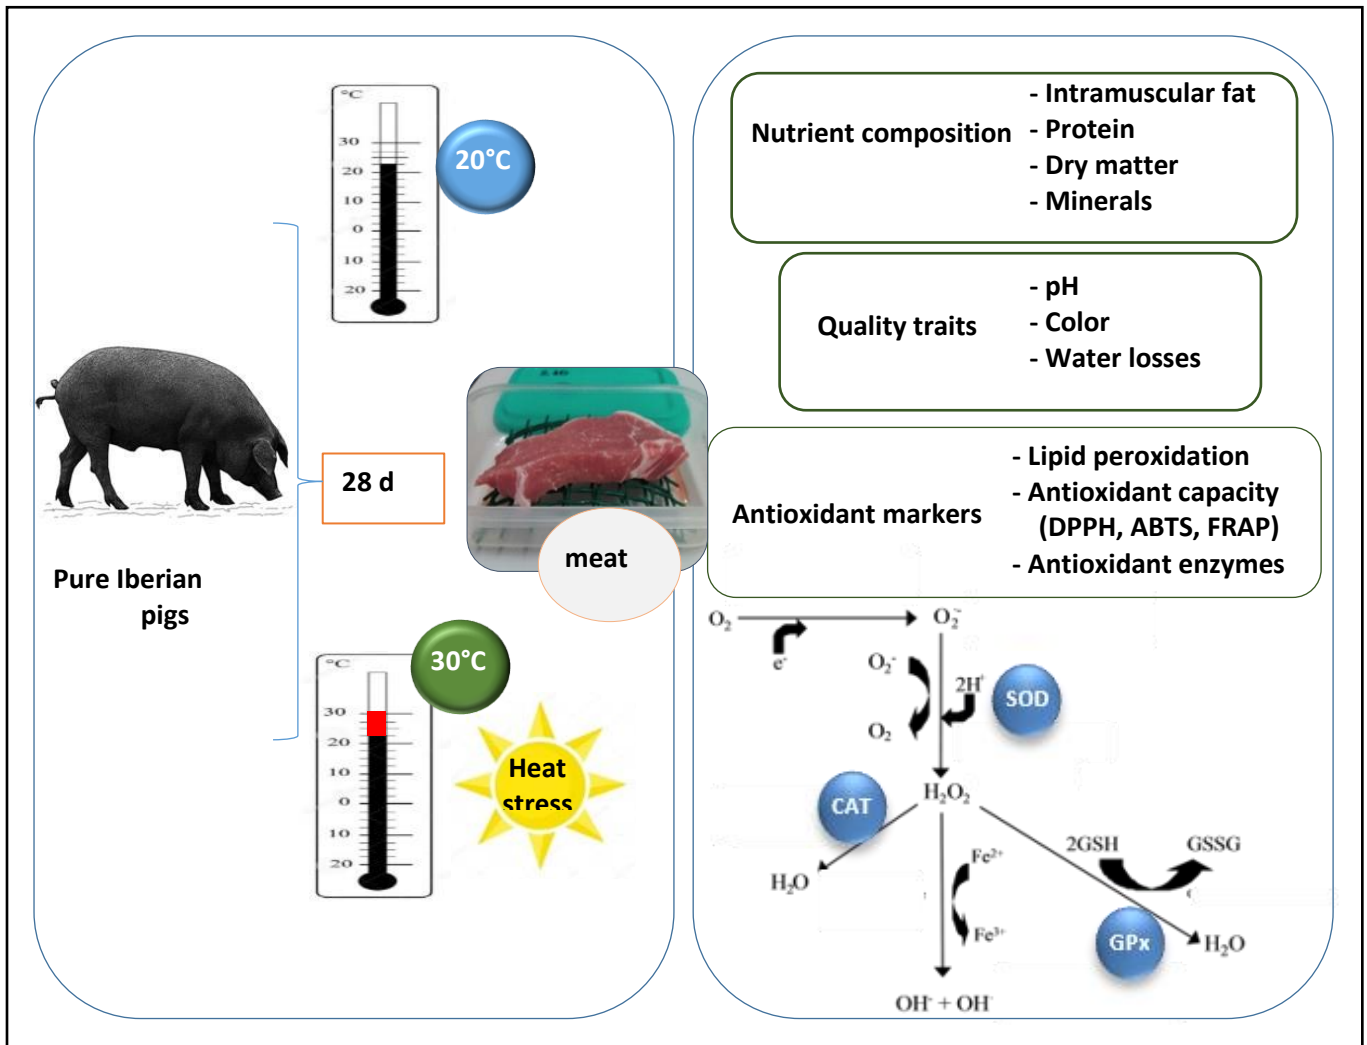 °C
30
20
10
0
10
20
20°C
Pure Iberian
pigs
28 d
meat
°C
30
20
10
0
10
20
30°C
Heat
stress
Nutrient composition
- Intramuscular fat
- Protein
- Dry matter
- Minerals
Quality traits
- pH
- Color
- Water losses
Antioxidant markers
- Lipid peroxidation
- Antioxidant capacity
(DPPH, ABTS, FRAP)
- Antioxidant enzymes
O₂
e⁻
O₂⁻
O₂⁻
O₂
2H⁺
SOD
H₂O₂
CAT
H₂O
Fe²⁺
Fe³⁺
2GSH
GSSG
GPx
H₂O
OH⁻ + OH⁻